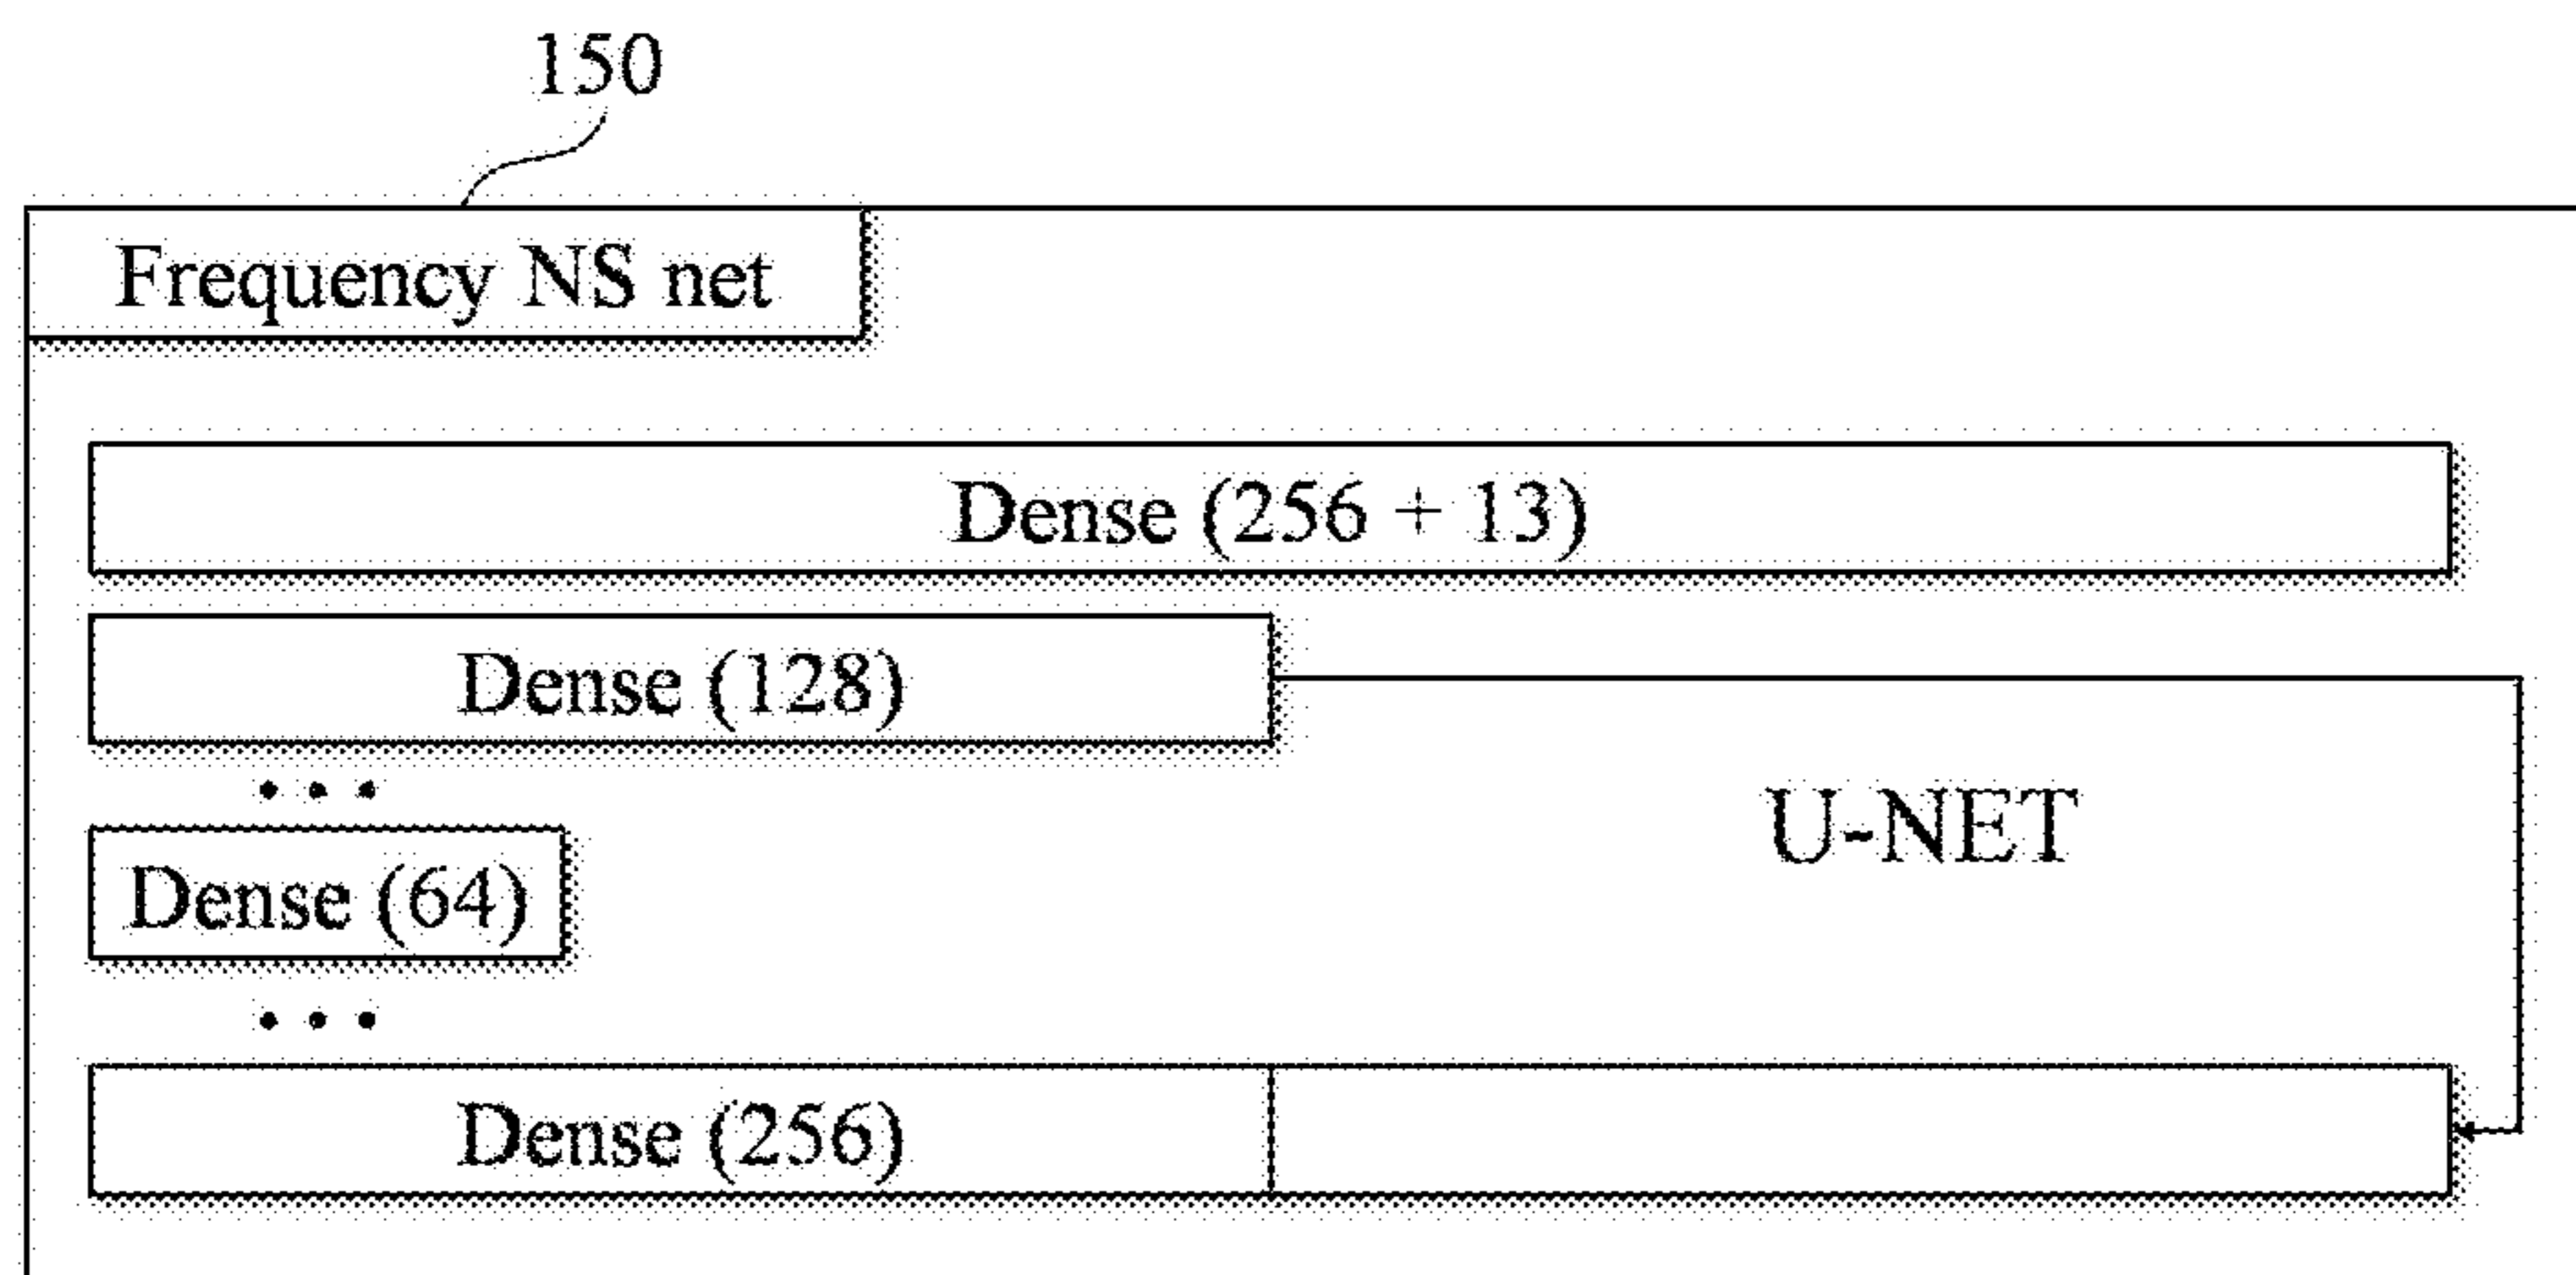 150
Frequency NS net
Dense (256 + 13)
Dense (128)
...
U-NET
Dense (64)
...
Dense (256)